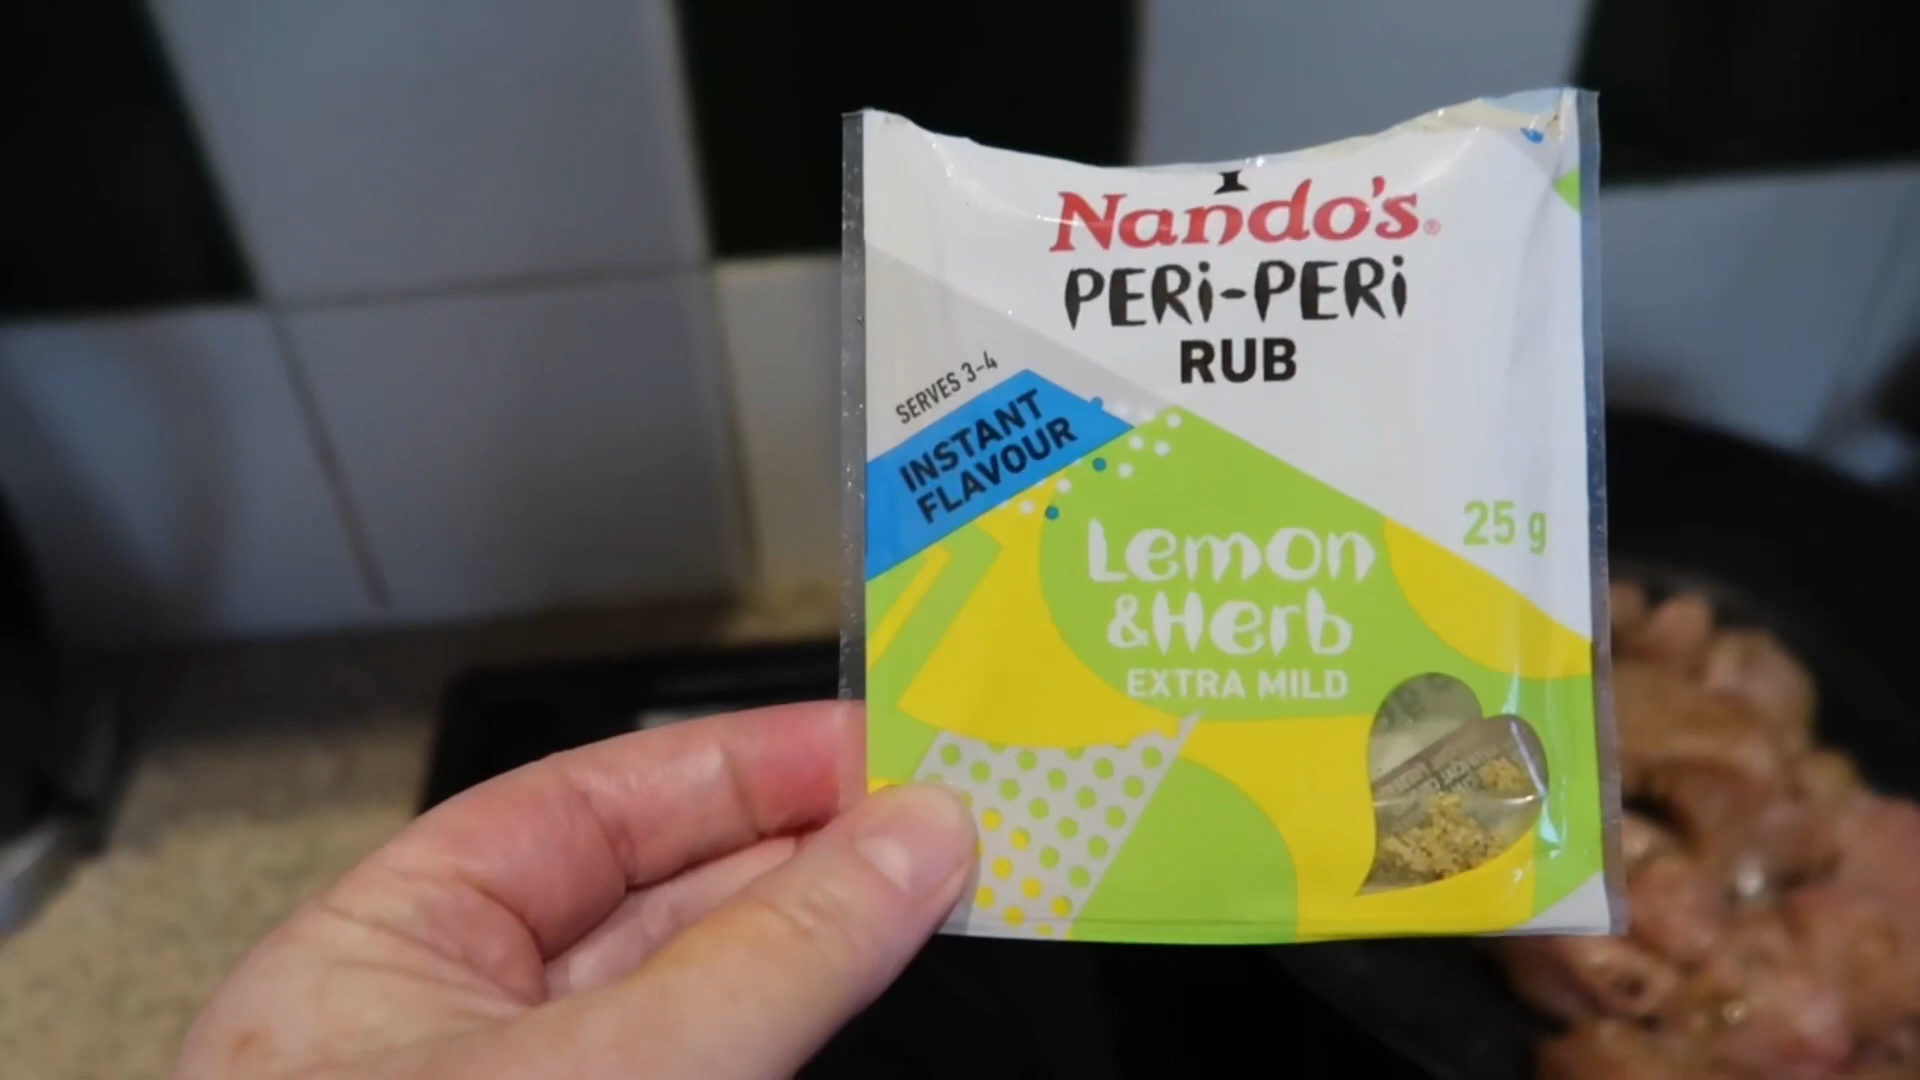 Nando's®
PERi-PERi
RUB
SERVES 3-4
INSTANT
FLAVOUR
25 g
Lemon
&Herb
EXTRA MILD